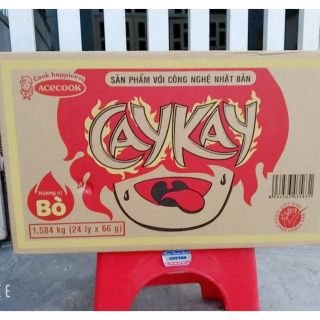 Cook happiness
ACECOOK
SẢN PHẨM VỚI CÔNG NGHỆ NHẬT BẢN
CAYKAY
Hương vị
Bò
1,584 kg (24 ly x 66 g)